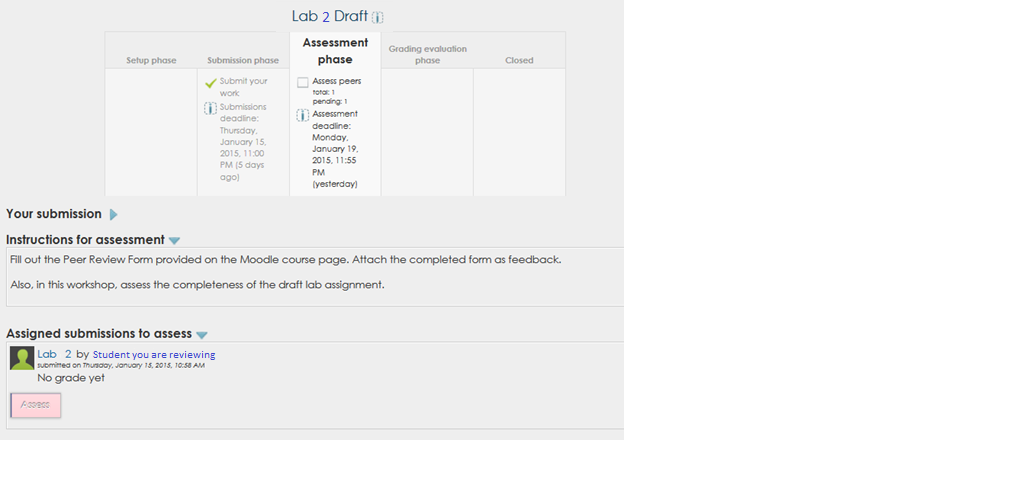 Lab 2 Draft
Setup phase
Submission phase
Assessment
phase
Grading evaluation
phase
Closed
Submit your
work
Submissions
deadline:
Thursday,
January 15,
2015, 11:00
PM (5 days
ago)
Assess peers
total: 1
pending: 1
Assessment
deadline:
Monday,
January 19,
2015, 11:55
PM
(yesterday)
Your submission
Instructions for assessment
Fill out the Peer Review Form provided on the Moodle course page. Attach the completed form as feedback.
Also, in this workshop, assess the completeness of the draft lab assignment.
Assigned submissions to assess
Lab 2 by Student you are reviewing
submitted on Thursday, January 15, 2015, 10:58 AM
No grade yet
Assess